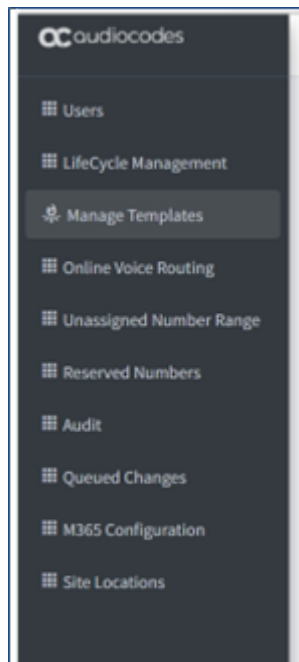 audiocodes
Users
LifeCycle Management
Manage Templates
Online Voice Routing
Unassigned Number Range
Reserved Numbers
Audit
Queued Changes
M365 Configuration
Site Locations